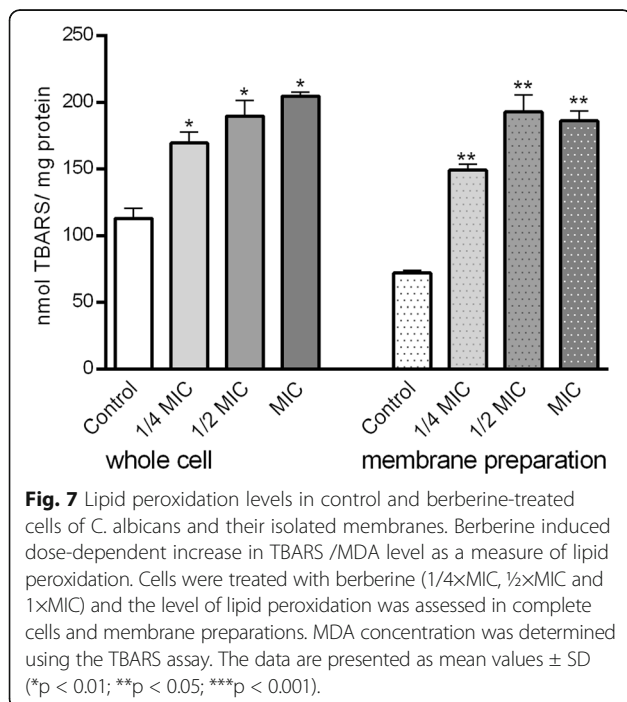 250
200
150
100
50
0
nmol TBARS/ mg protein
* * * ** ** **
Control 1/4 MIC 1/2 MIC MIC Control 1/4 MIC 1/2 MIC MIC
whole cell membrane preparation
Fig. 7 Lipid peroxidation levels in control and berberine-treated
cells of C. albicans and their isolated membranes. Berberine induced
dose-dependent increase in TBARS /MDA level as a measure of lipid
peroxidation. Cells were treated with berberine (1/4×MIC, ½×MIC and
1×MIC) and the level of lipid peroxidation was assessed in complete
cells and membrane preparations. MDA concentration was determined
using the TBARS assay. The data are presented as mean values ± SD
(*p < 0.01; **p < 0.05; ***p < 0.001).